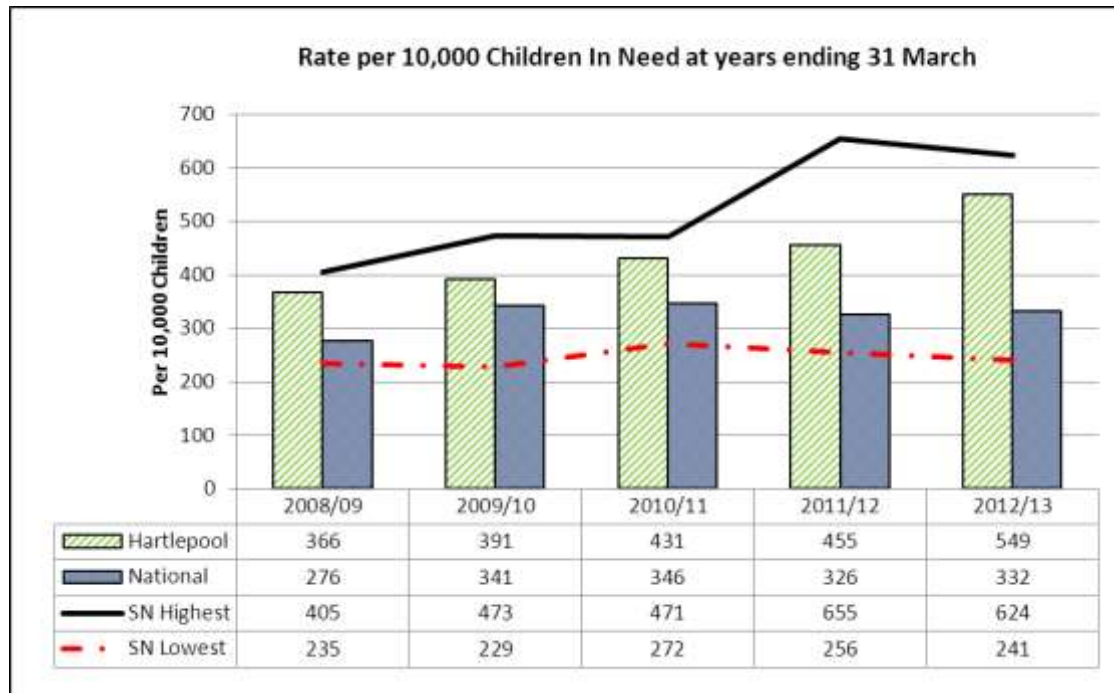 Rate per 10,000 Children In Need at years ending 31 March
Per 10,000 Children
700
600
500
400
300
200
100
0
2008/09 2009/10 2010/11 2011/12 2012/13
Hartlepool 366 391 431 455 549
National 276 341 346 326 332
SN Highest 405 473 471 655 624
SN Lowest 235 229 272 256 241